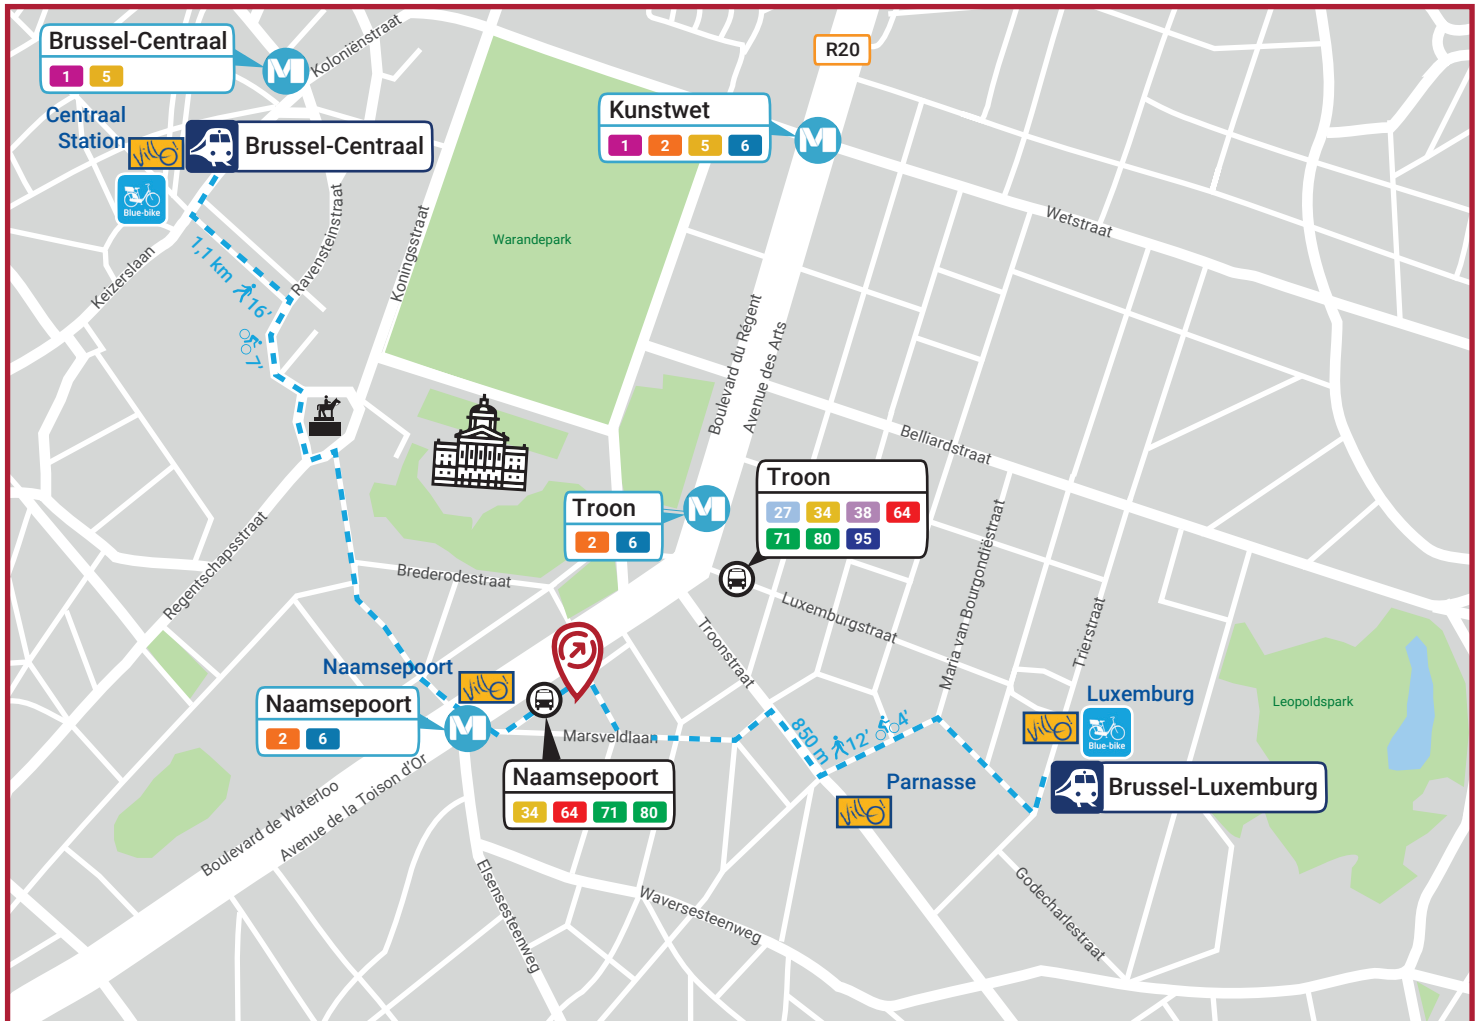 Brussel-Centraal
1 5
Koloniënstraat
R20
Kunstwet
1 2 5 6
Centraal
Station
Villo!
Brussel-Centraal
Blue-bike
Keizerslaan
Ravensteinstraat
Koningsstraat
Warandepark
Wetstraat
1,1 km 16'
7'
Boulevard du Régent
Avenue des Arts
Belliardstraat
Troon
2 6
Troon
27 34 38 64
71 80 95
Regentschapsstraat
Brederodestraat
Luxemburgstraat
Maria van Bourgondiëstraat
Trierstraat
Troonstraat
Naamsepoort
Villo!
Naamsepoort
2 6
Marsveldlaan
850 m 12' 4'
Luxemburg
Villo!
Blue-bike
Leopoldspark
Naamsepoort
34 64 71 80
Parnasse
Villo!
Brussel-Luxemburg
Boulevard de Waterloo
Avenue de la Toison d'Or
Elsensesteenweg
Waversesteenweg
Godecharlestraat